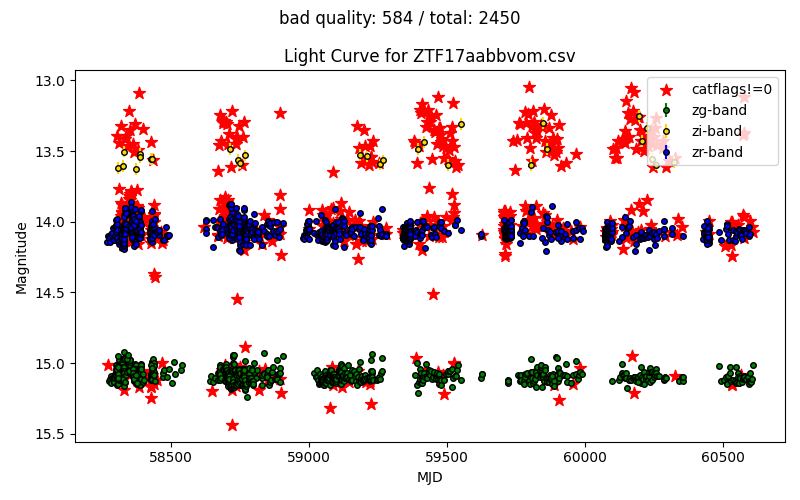 bad quality: 584 / total: 2450
Light Curve for ZTF17aabbvom.csv
catflags!=0
zg-band
zi-band
zr-band
13.0
13.5
14.0
14.5
15.0
15.5
Magnitude
58500
59000
59500
60000
60500
MJD